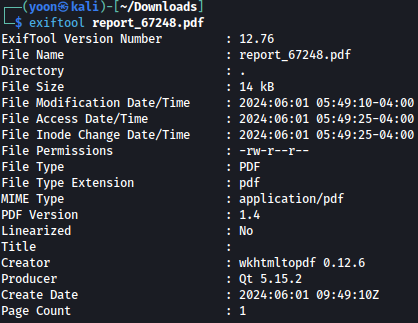 (yoon㉿kali)-[~/Downloads]
$ exiftool report_67248.pdf
ExifTool Version Number : 12.76
File Name : report_67248.pdf
Directory : .
File Size : 14 kB
File Modification Date/Time : 2024:06:01 05:49:10-04:00
File Access Date/Time : 2024:06:01 05:49:25-04:00
File Inode Change Date/Time : 2024:06:01 05:49:25-04:00
File Permissions : -rw-r--r--
File Type : PDF
File Type Extension : pdf
MIME Type : application/pdf
PDF Version : 1.4
Linearized : No
Title :
Creator : wkhtmltopdf 0.12.6
Producer : Qt 5.15.2
Create Date : 2024:06:01 09:49:10Z
Page Count : 1